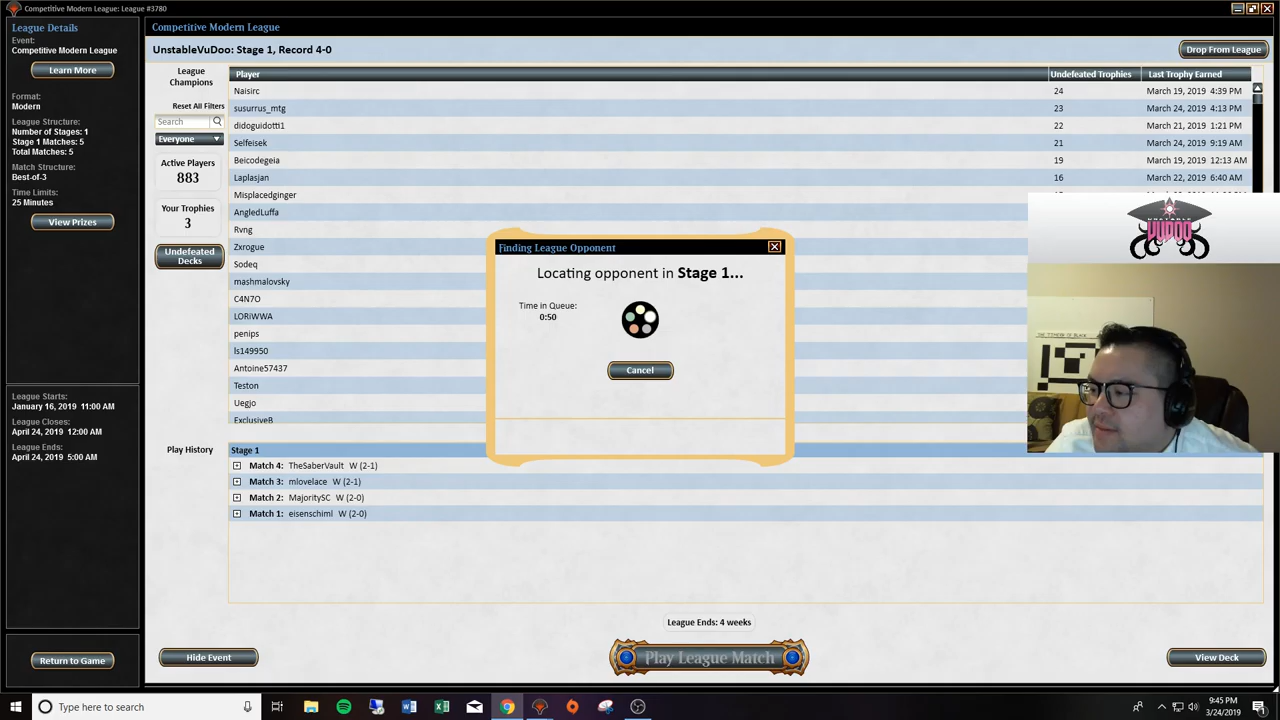 Competitive Modern League: League #3780
League Details
Event:
Competitive Modern League
Learn More
Format:
Modern
League Structure:
Number of Stages: 1
Stage 1 Matches: 5
Total Matches: 5
Match Structure:
Best-of-3
Time Limits:
25 Minutes
View Prizes
League Starts:
January 16, 2019 11:00 AM
League Closes:
April 24, 2019 12:00 AM
League Ends:
April 24, 2019 5:00 AM
Return to Game
Competitive Modern League
UnstableVuDoo: Stage 1, Record 4-0
Drop From League
League
Champions
Reset All Filters
Search
Everyone
Active Players
883
Your Trophies
3
Undefeated
Decks
Player Undefeated Trophies Last Trophy Earned
Naisirc 24 March 19, 2019 4:39 PM
susurrus_mtg 23 March 24, 2019 4:13 PM
didoguidotti1 22 March 21, 2019 1:21 PM
Selfeisek 21 March 24, 2019 9:19 AM
Beicodegeia 19 March 19, 2019 12:13 AM
Laplasjan 16 March 22, 2019 6:40 AM
Misplacedginger
AngledLuffa
Rvng
Zxrogue
Sodeq
mashmalovsky
C4N7O
LORiWWA
penips
ls149950
Antoine57437
Teston
Uegjo
ExclusiveB
Finding League Opponent
Locating opponent in Stage 1...
Time in Queue:
0:50
Cancel
UNSTABLE
VUDOO
Play History
Stage 1
Match 4: TheSaberVault W (2-1)
Match 3: mlovelace W (2-1)
Match 2: MajoritySC W (2-0)
Match 1: eisenschiml W (2-0)
League Ends: 4 weeks
Hide Event
Play League Match
View Deck
Type here to search
9:45 PM
3/24/2019